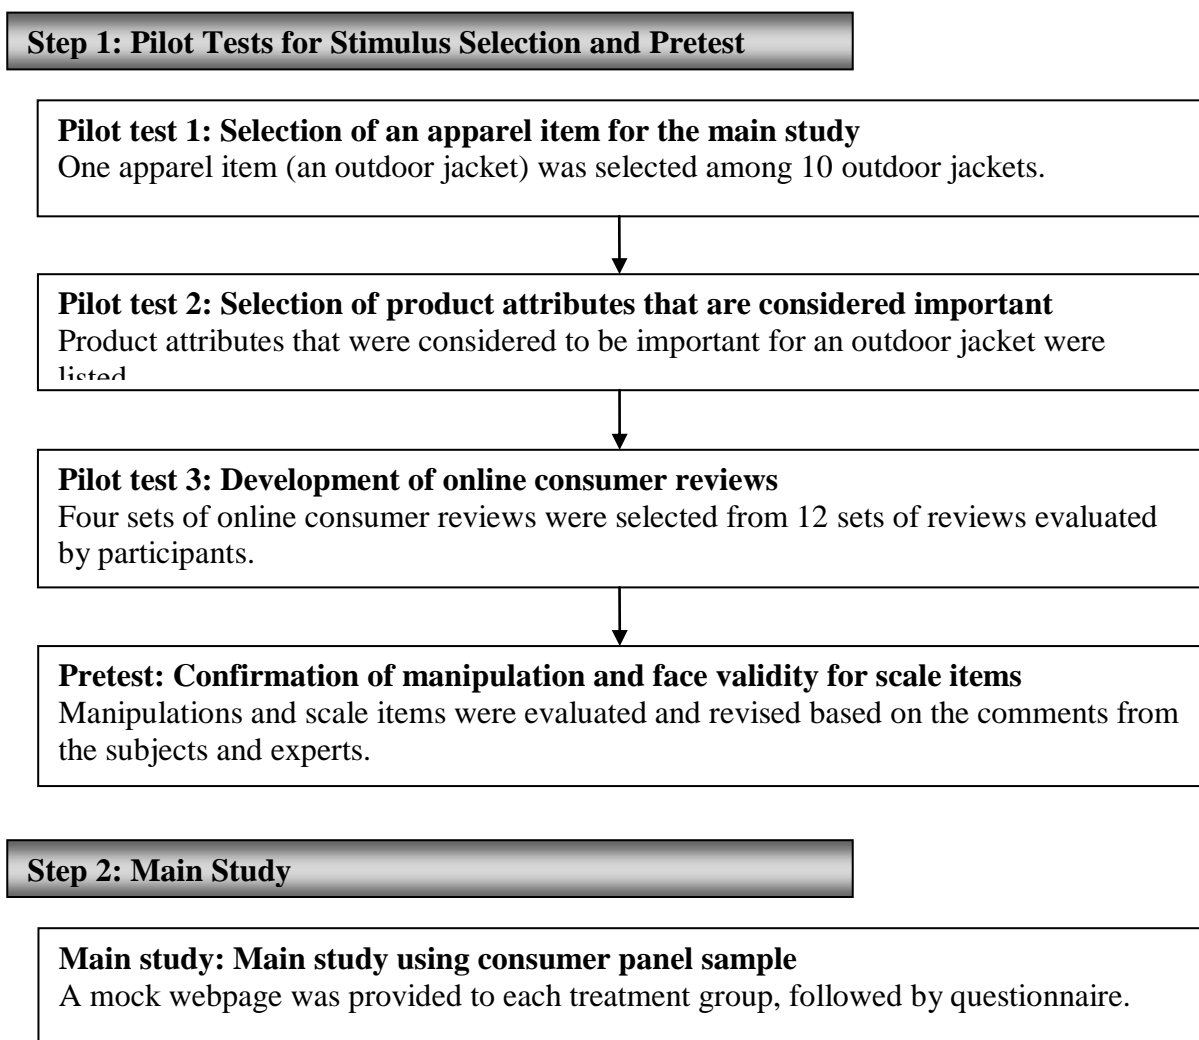 Step 1: Pilot Tests for Stimulus Selection and Pretest
Pilot test 1: Selection of an apparel item for the main study
One apparel item (an outdoor jacket) was selected among 10 outdoor jackets.
Pilot test 2: Selection of product attributes that are considered important
Product attributes that were considered to be important for an outdoor jacket were
listed
Pilot test 3: Development of online consumer reviews
Four sets of online consumer reviews were selected from 12 sets of reviews evaluated
by participants.
Pretest: Confirmation of manipulation and face validity for scale items
Manipulations and scale items were evaluated and revised based on the comments from
the subjects and experts.
Step 2: Main Study
Main study: Main study using consumer panel sample
A mock webpage was provided to each treatment group, followed by questionnaire.